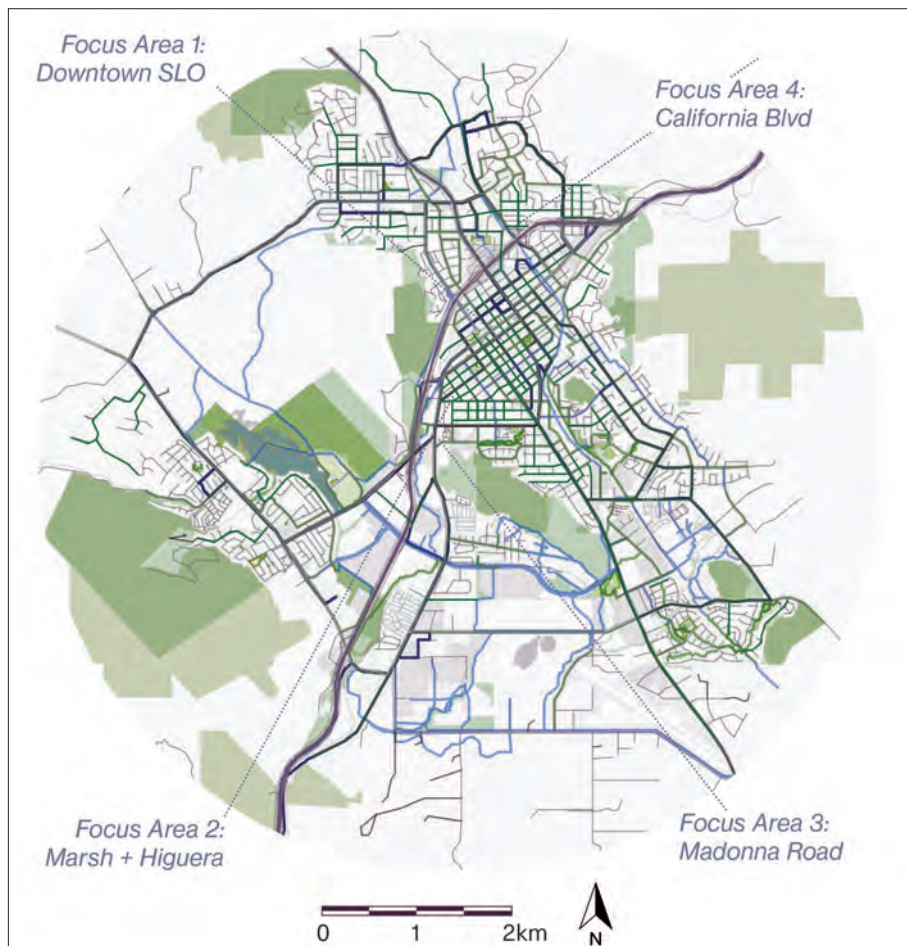 Focus Area 1:
Downtown SLO
Focus Area 4:
California Blvd
Focus Area 2:
Marsh + Higuera
Focus Area 3:
Madonna Road
0 1 2km
N